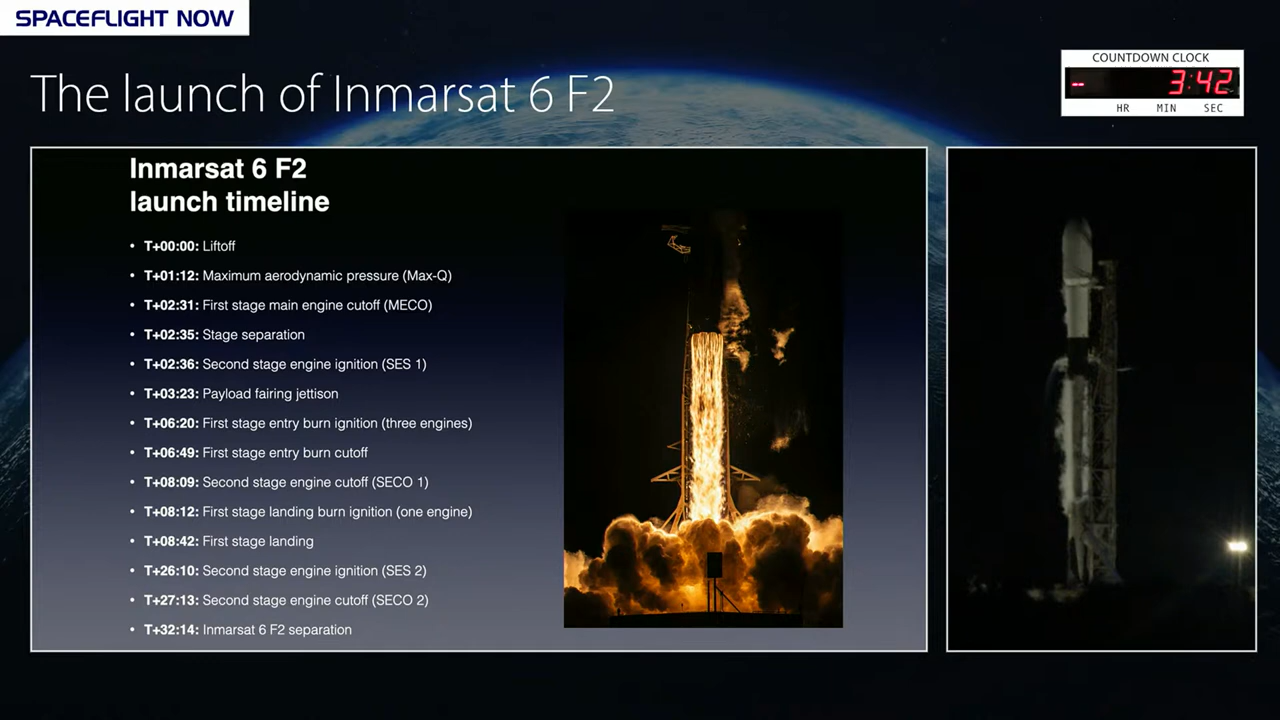 SPACEFLIGHT NOW
The launch of Inmarsat 6 F2
COUNTDOWN CLOCK
-- 3:42
HR MIN SEC
Inmarsat 6 F2
launch timeline
• T+00:00: Liftoff
• T+01:12: Maximum aerodynamic pressure (Max-Q)
• T+02:31: First stage main engine cutoff (MECO)
• T+02:35: Stage separation
• T+02:36: Second stage engine ignition (SES 1)
• T+03:23: Payload fairing jettison
• T+06:20: First stage entry burn ignition (three engines)
• T+06:49: First stage entry burn cutoff
• T+08:09: Second stage engine cutoff (SECO 1)
• T+08:12: First stage landing burn ignition (one engine)
• T+08:42: First stage landing
• T+26:10: Second stage engine ignition (SES 2)
• T+27:13: Second stage engine cutoff (SECO 2)
• T+32:14: Inmarsat 6 F2 separation